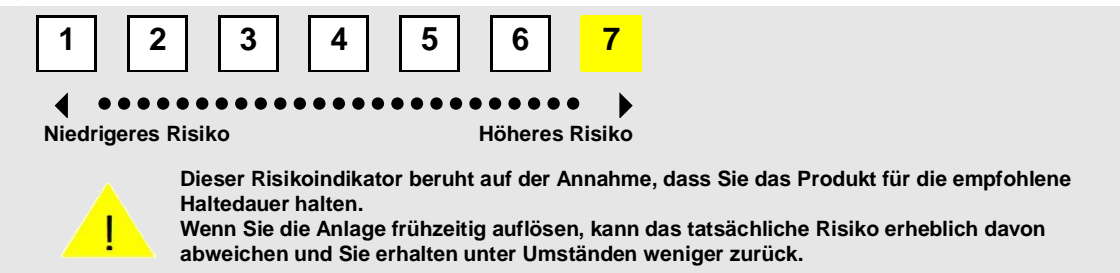 1 2 3 4 5 6 7
Niedrigeres Risiko Höheres Risiko
Dieser Risikoindikator beruht auf der Annahme, dass Sie das Produkt für die empfohlene
Haltedauer halten.
Wenn Sie die Anlage frühzeitig auflösen, kann das tatsächliche Risiko erheblich davon
abweichen und Sie erhalten unter Umständen weniger zurück.
!